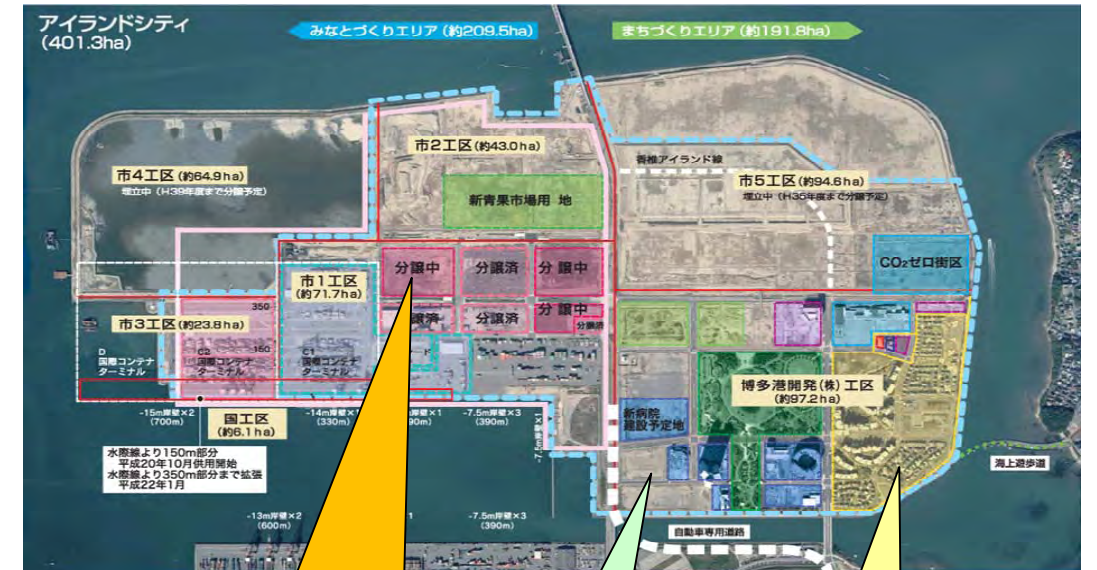 アイランドシティ
(401.3ha)
みなとづくりエリア(約209.5ha)
まちづくりエリア(約191.8ha)
市2工区(約43.0ha)
香椎アイランド線
市4工区(約64.9ha)
埋立中(H39年度まで分譲予定)
市5工区(約94.6ha)
埋立中(H35年度まで分譲予定)
新青果市場用 地
CO₂ゼロ街区
分譲中
分譲済
分 譲中
市1工区
(約71.7ha)
350
分 譲中
市3工区(約23.8ha)
譲済
分譲済
分譲済
150
D
国際コンテナ
ターミナル
C2
国際コンテナ
ターミナル
C1
国際コンテナ
ターミナル
ード
博多港開発(株)工区
(約97.2ha)
-15m岸壁×2
(700m)
-14m岸壁×1
(330m)
×1
90m)
-7.5m岸壁×3
(390m)
新病院
建設予定地
国工区
(約6.1ha)
水際線より150m部分
平成20年10月供用開始
水際線より350m部分まで拡張
平成22年1月
海上遊歩道
-13m岸壁×2
(600m)
1
-7.5m岸壁×3
(390m)
自動車専用道路